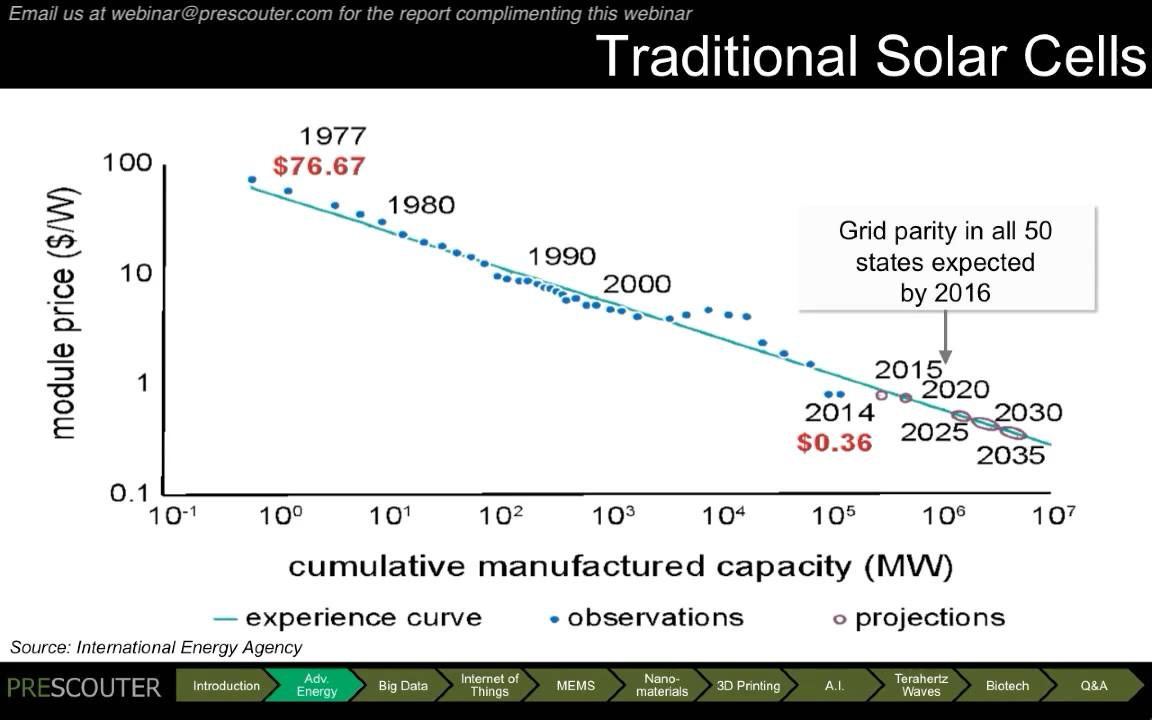 Email us at webinar@prescouter.com for the report complimenting this webinar
Traditional Solar Cells
1977
$76.67
100
1980
Grid parity in all 50
states expected
by 2016
1990
10
2000
module price ($/W)
1
2015
2020
2014
2030
$0.36
2025
2035
0.1
10⁻¹ 10⁰ 10¹ 10² 10³ 10⁴ 10⁵ 10⁶ 10⁷
cumulative manufactured capacity (MW)
experience curve observations projections
Source: International Energy Agency
PRESCOUTER
Introduction
Adv.
Energy
Big Data
Internet of
Things
MEMS
Nano-
materials
3D Printing
A.I.
Terahertz
Waves
Biotech
Q&A